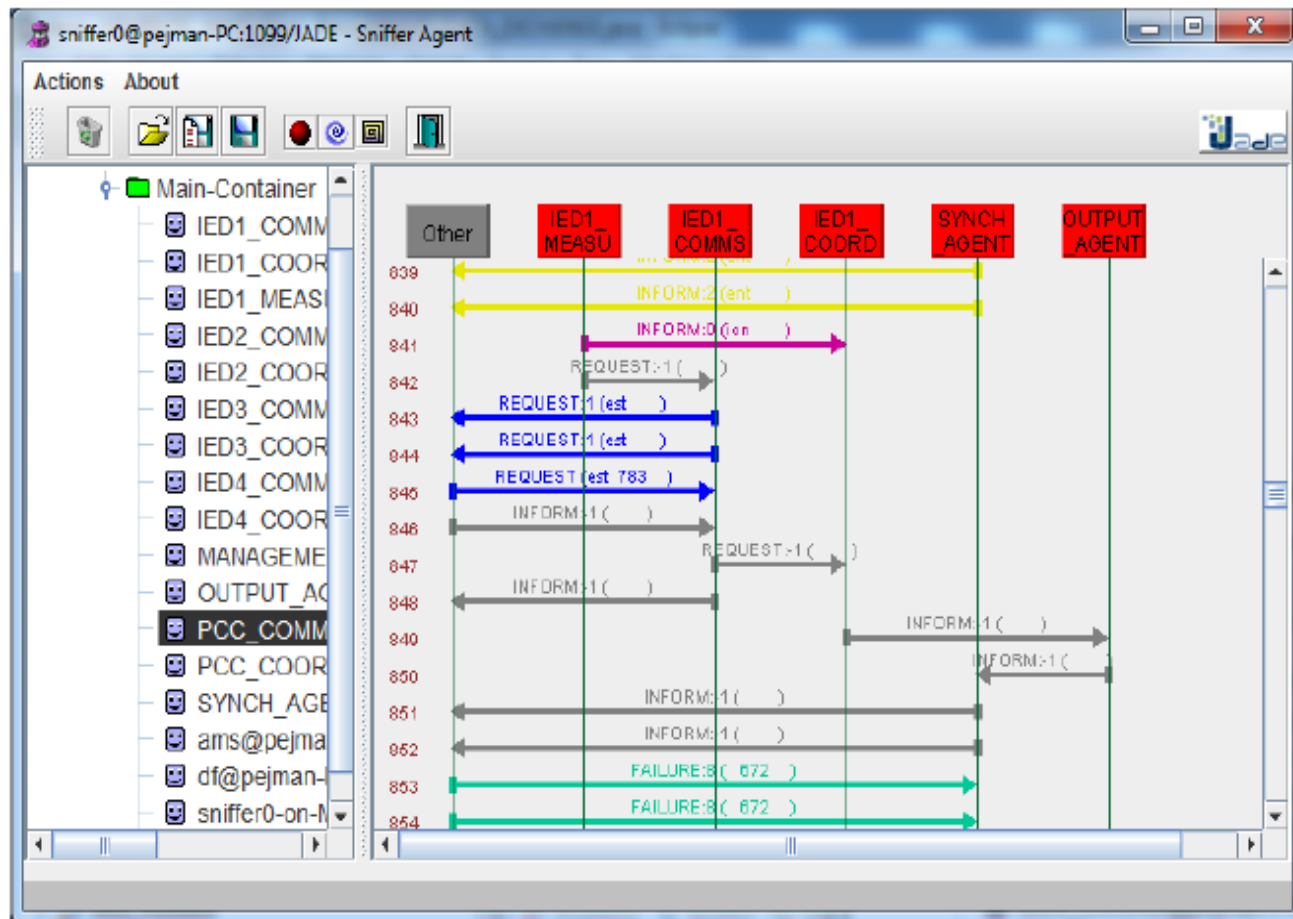 sniffer0@pejman-PC:1099/JADE - Sniffer Agent
Actions About
Jade
Main-Container
IED1_COMM
IED1_COOR
IED1_MEAS
IED2_COMM
IED2_COOR
IED3_COMM
IED3_COOR
IED4_COMM
IED4_COOR
MANAGEME
OUTPUT_AG
PCC_COMM
PCC_COOR
SYNCH_AGE
ams@pejma
df@pejman-
sniffer0-on-M
Other
IED1_
MEASU
IED1_
COMMS
IED1_
COORD
SYNCH
_AGENT
OUTPUT
_AGENT
839
840 INFORM:2 (ent )
841 INFORM:0 (ion )
842 REQUEST:-1 ( )
843 REQUEST:1 (est )
844 REQUEST:1 (est )
845 REQUEST (est 783 )
846 INFORM:-1 ( )
847 REQUEST:-1 ( )
848 INFORM:-1 ( )
849 INFORM:-1 ( )
850 INFORM:-1 ( )
851 INFORM:-1 ( )
852 INFORM:-1 ( )
853 FAILURE:8 ( 672 )
854 FAILURE:8 ( 672 )